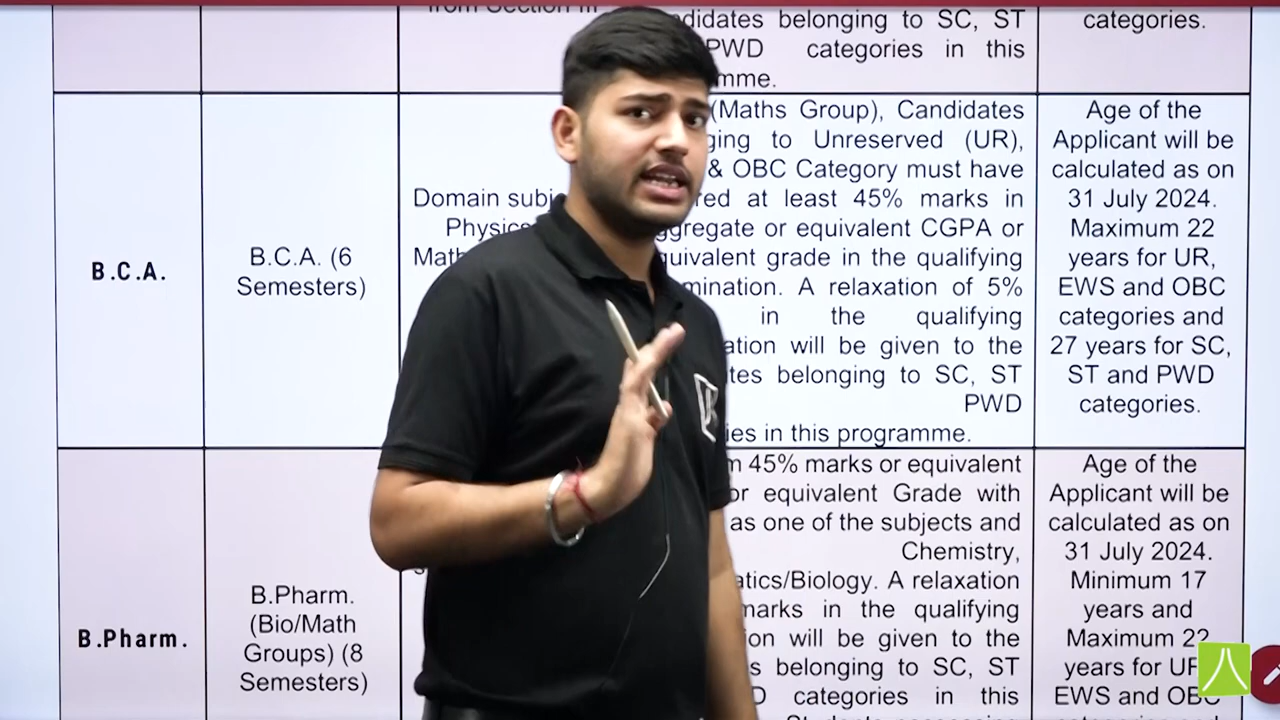 from Section III
didates belonging to SC, ST
PWD categories in this
mme.
categories.
B.C.A.
B.C.A. (6
Semesters)
Domain subj
Physics
Math
(Maths Group), Candidates
ging to Unreserved (UR),
& OBC Category must have
red at least 45% marks in
ggregate or equivalent CGPA or
quivalent grade in the qualifying
mination. A relaxation of 5%
in the qualifying
ation will be given to the
tes belonging to SC, ST
PWD
ies in this programme.
Age of the
Applicant will be
calculated as on
31 July 2024.
Maximum 22
years for UR,
EWS and OBC
categories and
27 years for SC,
ST and PWD
categories.
B.Pharm.
B.Pharm.
(Bio/Math
Groups) (8
Semesters)
m 45% marks or equivalent
or equivalent Grade with
as one of the subjects and
Chemistry,
atics/Biology. A relaxation
marks in the qualifying
ion will be given to the
s belonging to SC, ST
D categories in this
Age of the
Applicant will be
calculated as on
31 July 2024.
Minimum 17
years and
Maximum 22
years for UR
EWS and OBC